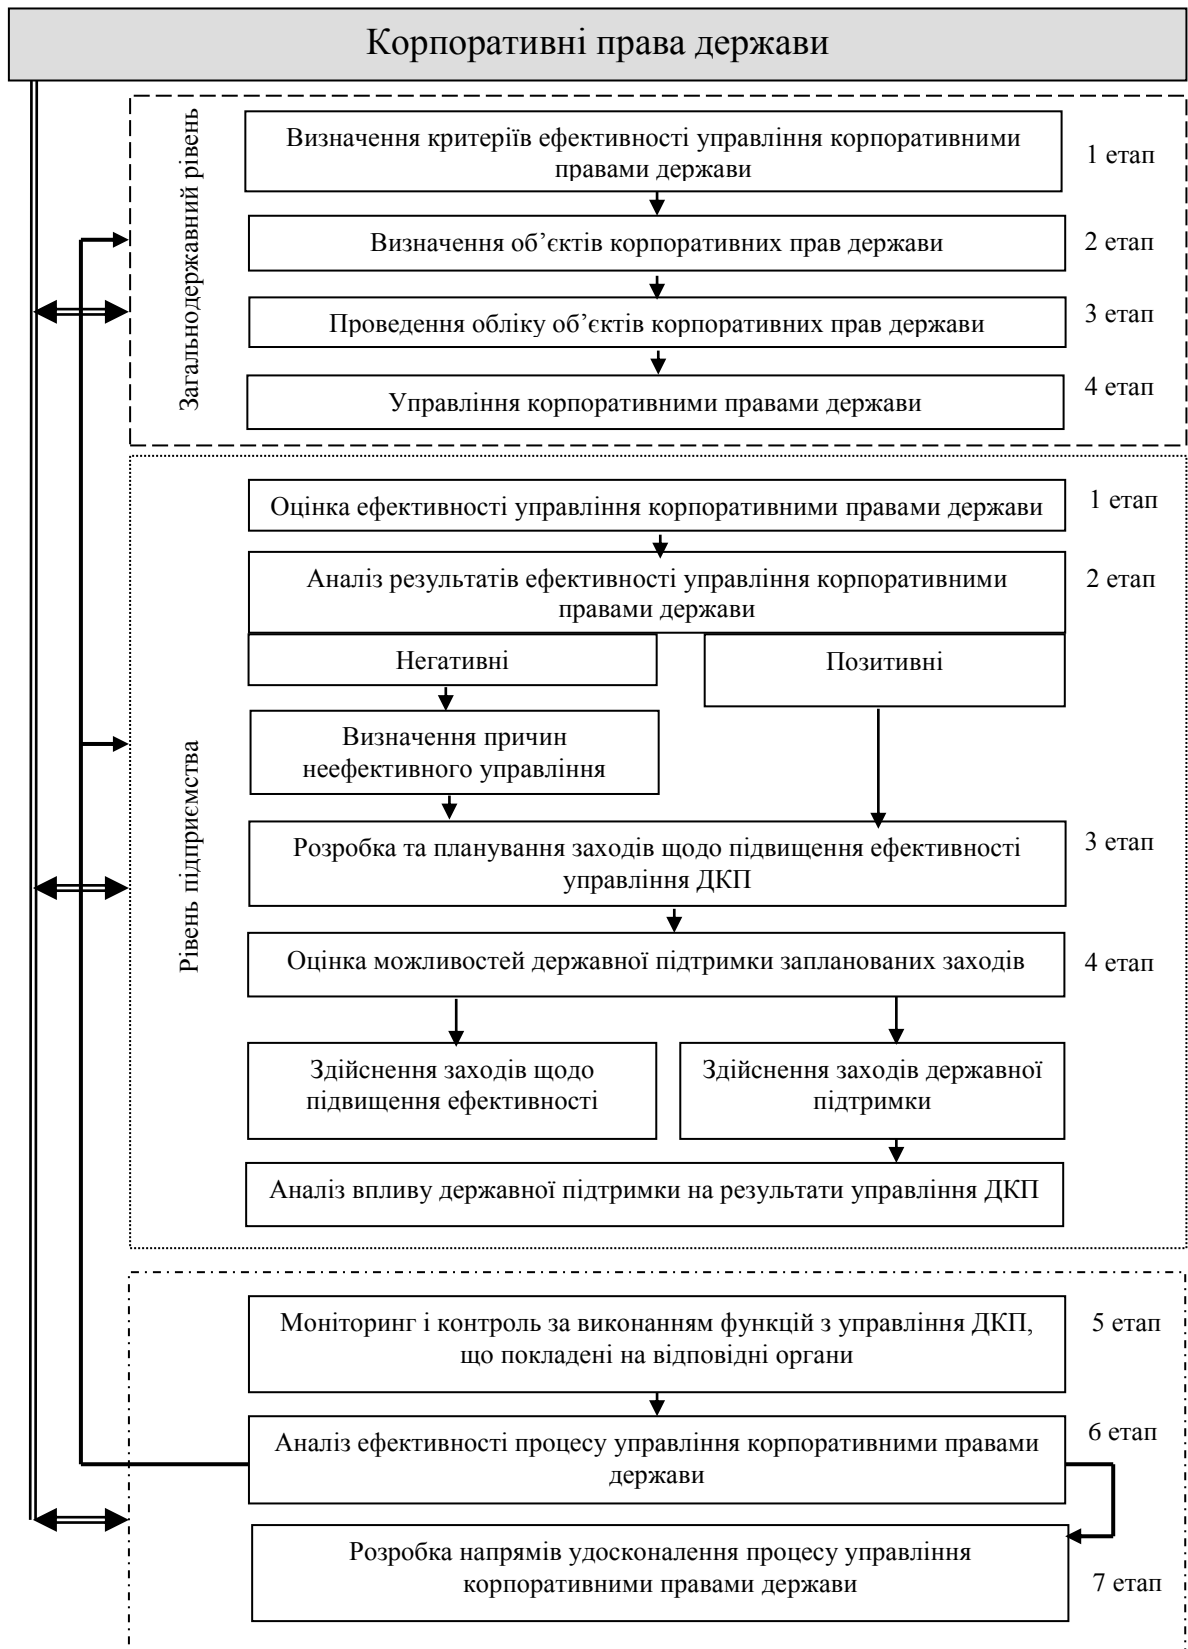 Корпоративні права держави
Загальнодержавний рівень
Визначення критеріїв ефективності управління корпоративними
правами держави
1 етап
Визначення об’єктів корпоративних прав держави
2 етап
Проведення обліку об’єктів корпоративних прав держави
3 етап
Управління корпоративними правами держави
4 етап
Рівень підприємства
Оцінка ефективності управління корпоративними правами держави
1 етап
Аналіз результатів ефективності управління корпоративними
правами держави
2 етап
Негативні
Позитивні
Визначення причин
неефективного управління
Розробка та планування заходів щодо підвищення ефективності
управління ДКП
3 етап
Оцінка можливостей державної підтримки запланованих заходів
4 етап
Здійснення заходів щодо
підвищення ефективності
Здійснення заходів державної
підтримки
Аналіз впливу державної підтримки на результати управління ДКП
Моніторинг і контроль за виконанням функцій з управління ДКП,
що покладені на відповідні органи
5 етап
Аналіз ефективності процесу управління корпоративними правами
держави
6 етап
Розробка напрямів удосконалення процесу управління
корпоративними правами держави
7 етап